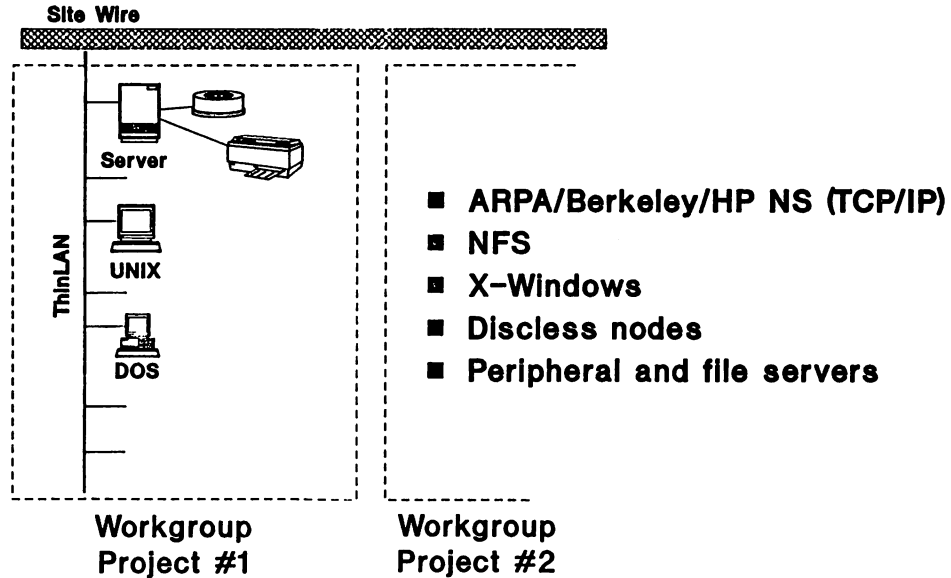 Site Wire
Server
ThinLAN
UNIX
DOS
■ ARPA/Berkeley/HP NS (TCP/IP)
■ NFS
■ X-Windows
■ Discless nodes
■ Peripheral and file servers
Workgroup
Project #1
Workgroup
Project #2